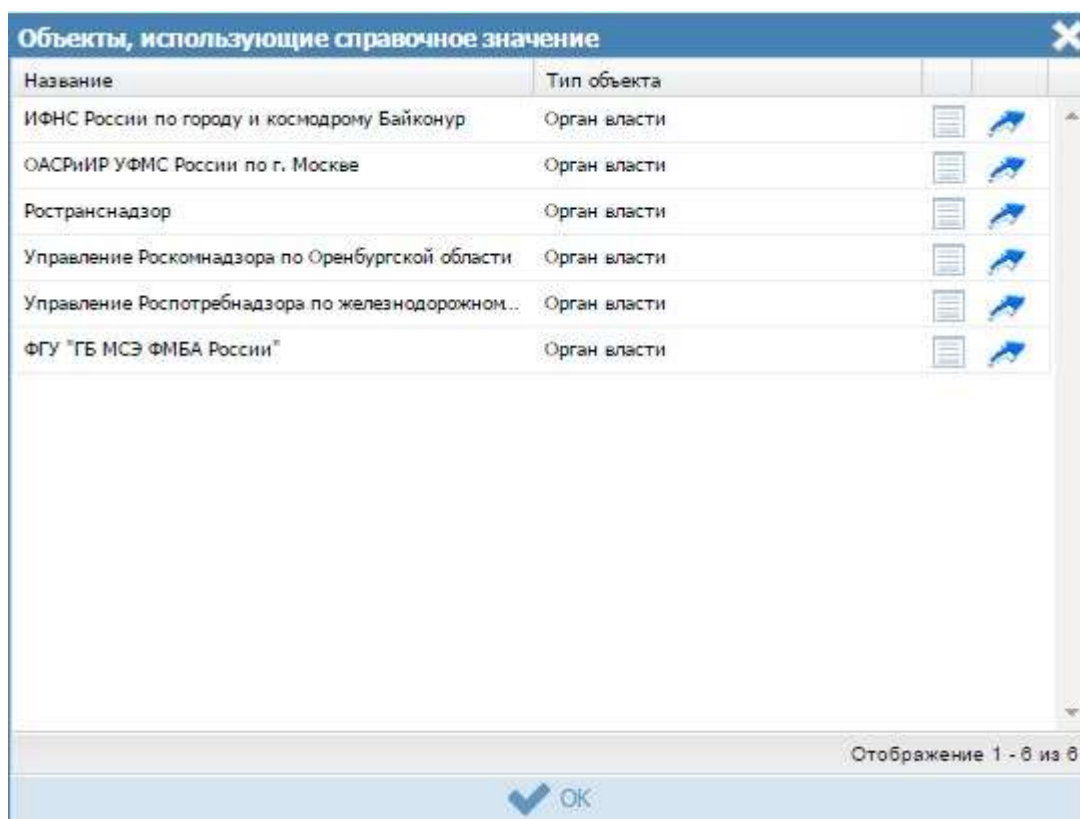 Объекты, использующие справочное значение
Название Тип объекта
ИФНС России по городу и космодрому Байконур Орган власти
ОАСРиИР УФМС России по г. Москве Орган власти
Ространснадзор Орган власти
Управление Роскомнадзора по Оренбургской области Орган власти
Управление Роспотребнадзора по железнодорожном... Орган власти
ФГУ "ГБ МСЭ ФМБА России" Орган власти
Отображение 1 - 6 из 6
ОК